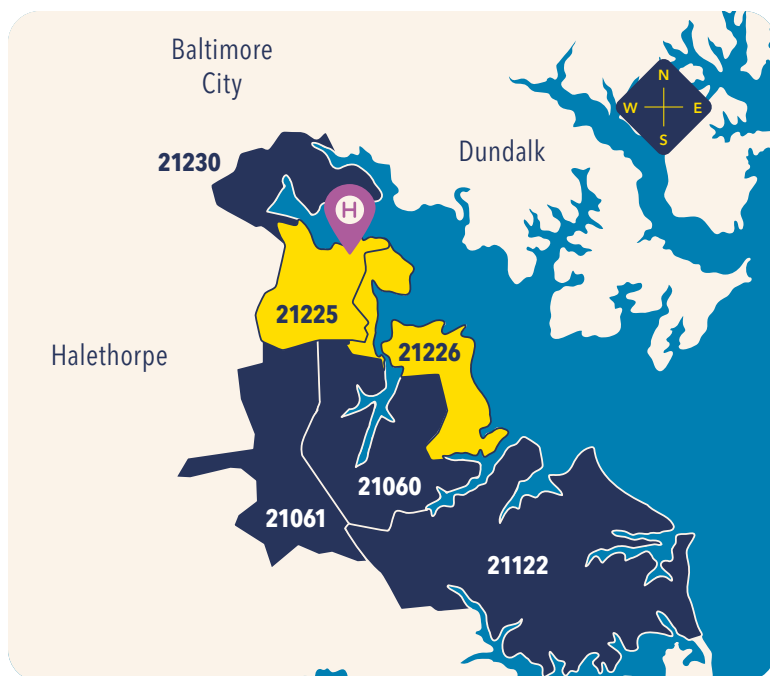 Baltimore
City
N
W
E
S
Dundalk
21230
H
21225
21226
Halethorpe
21060
21061
21122